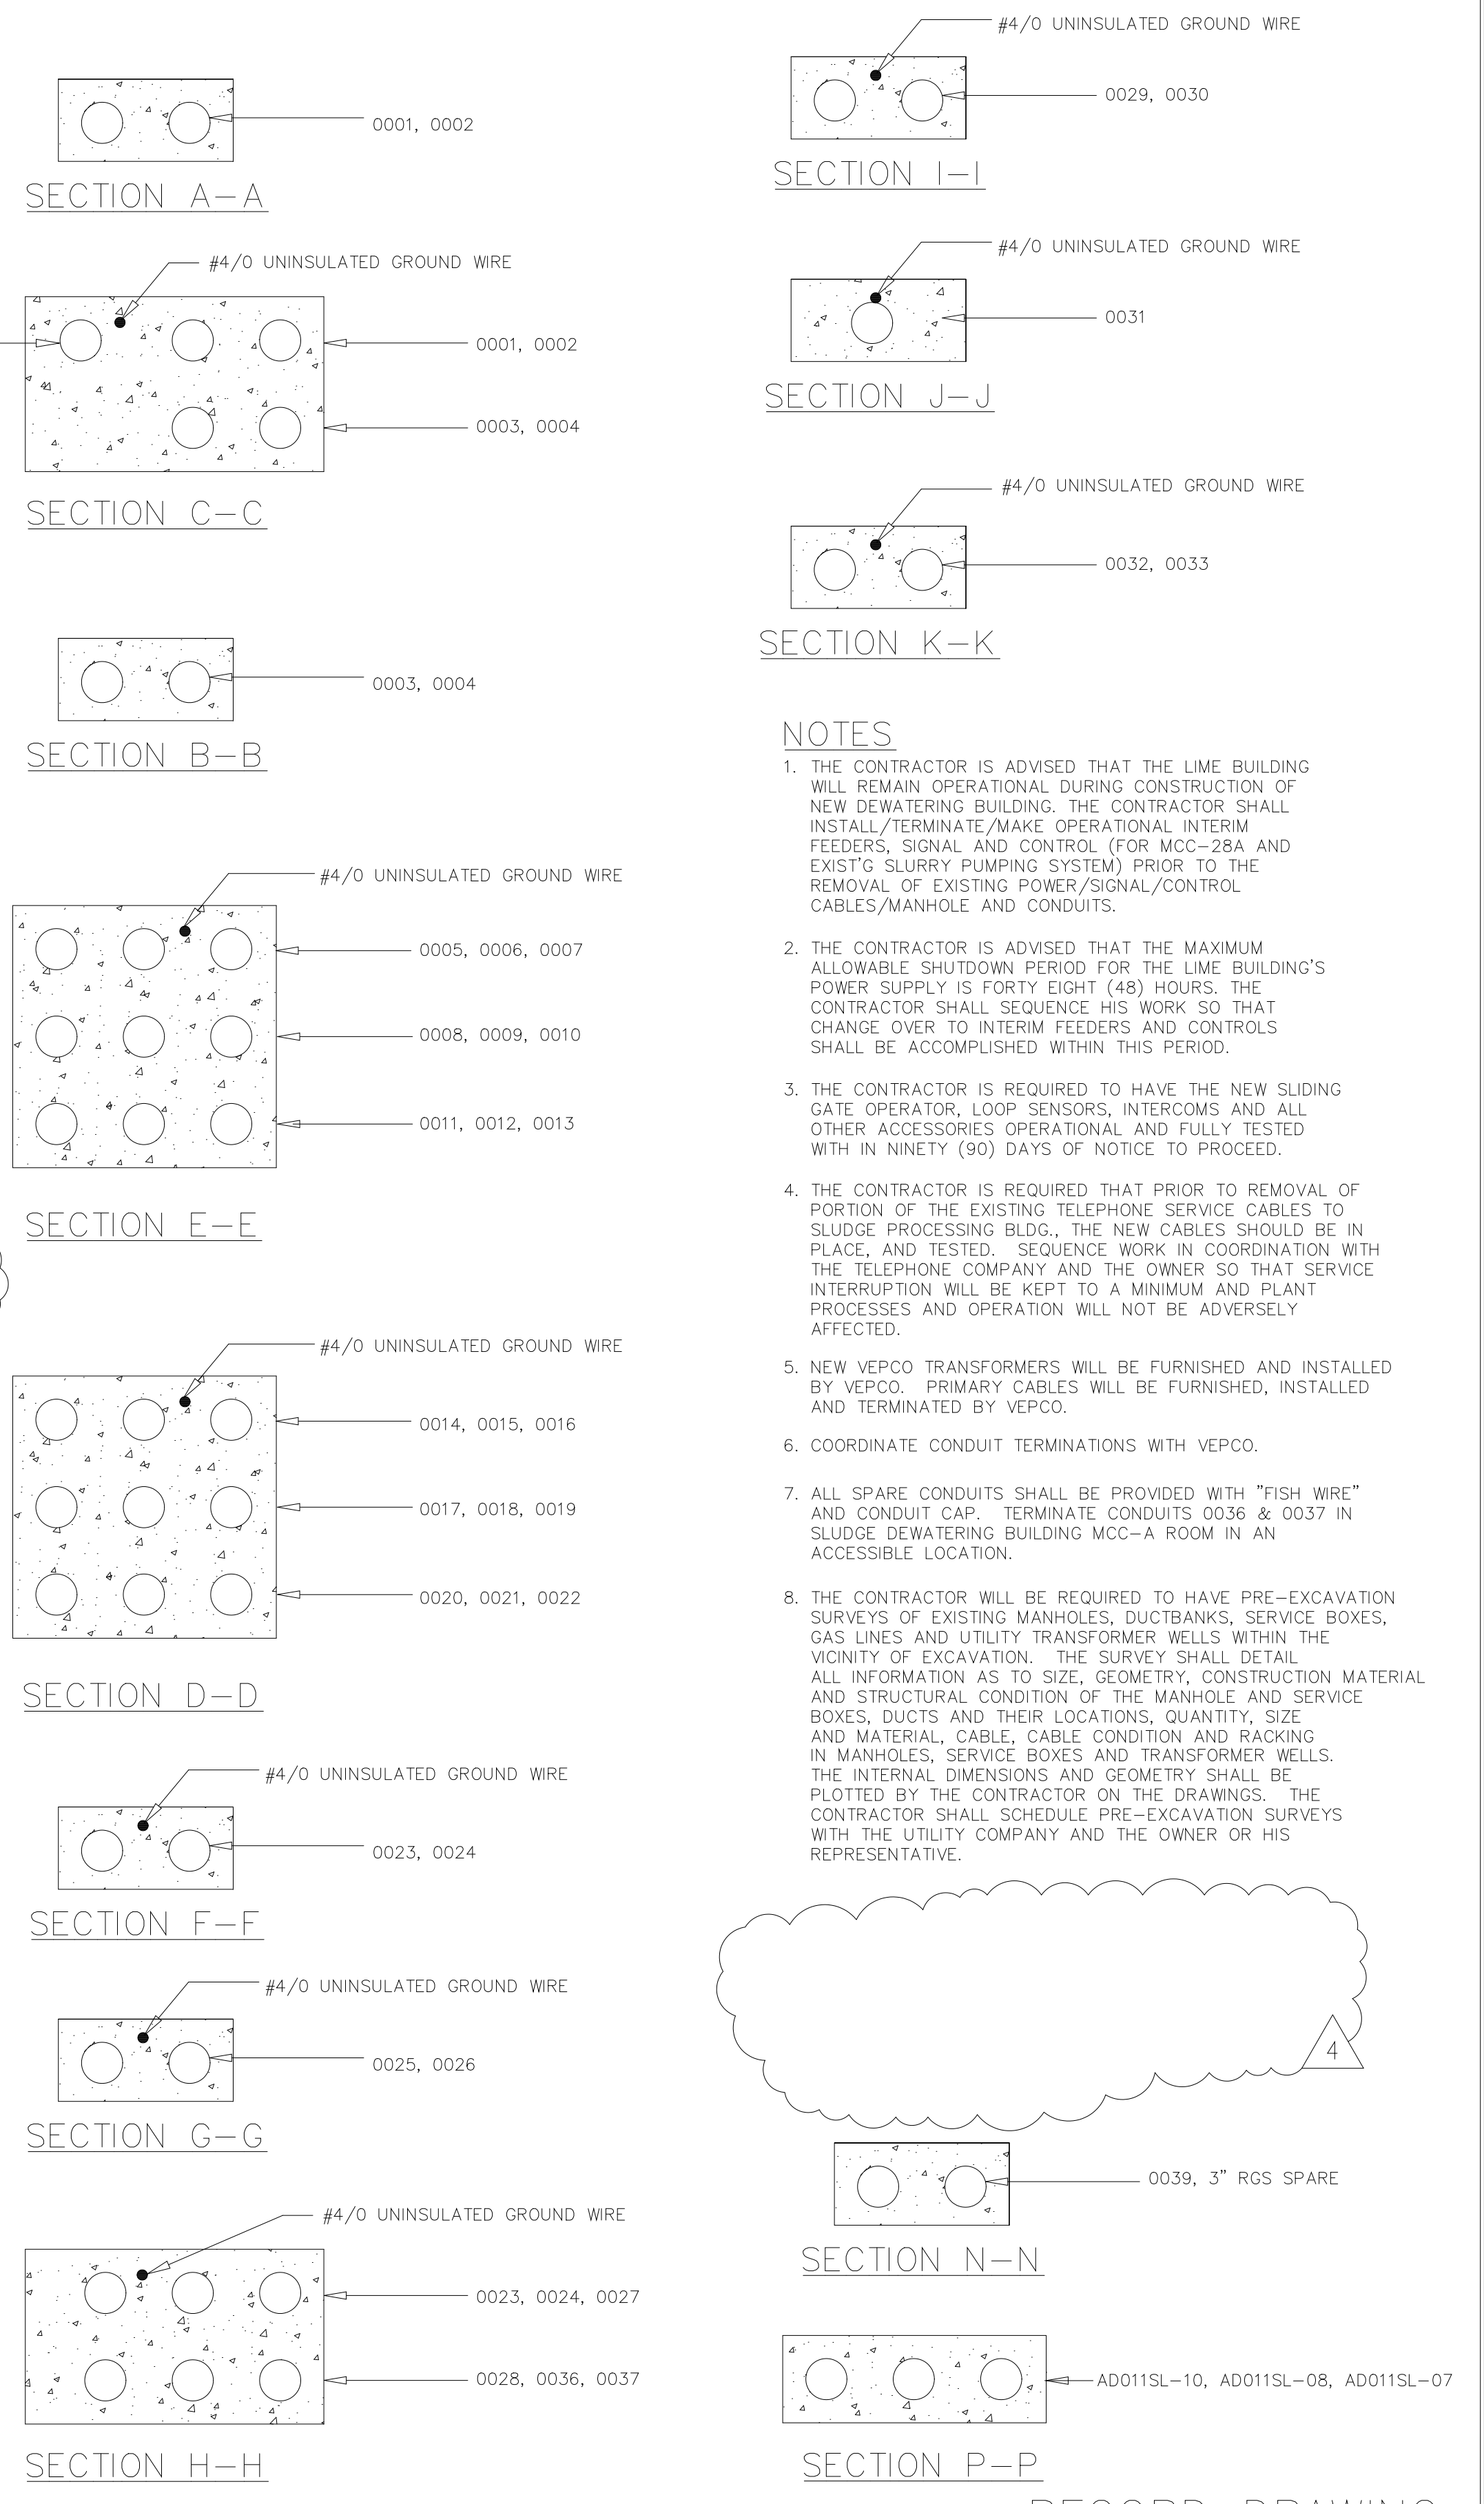 0001, 0002
SECTION A-A
#4/0 UNINSULATED GROUND WIRE
0001, 0002
0003, 0004
SECTION C-C
0003, 0004
SECTION B-B
#4/0 UNINSULATED GROUND WIRE
0005, 0006, 0007
0008, 0009, 0010
0011, 0012, 0013
SECTION E-E
#4/0 UNINSULATED GROUND WIRE
0014, 0015, 0016
0017, 0018, 0019
0020, 0021, 0022
SECTION D-D
#4/0 UNINSULATED GROUND WIRE
0023, 0024
SECTION F-F
#4/0 UNINSULATED GROUND WIRE
0025, 0026
SECTION G-G
#4/0 UNINSULATED GROUND WIRE
0023, 0024, 0027
0028, 0036, 0037
SECTION H-H
#4/0 UNINSULATED GROUND WIRE
0029, 0030
SECTION I-I
#4/0 UNINSULATED GROUND WIRE
0031
SECTION J-J
#4/0 UNINSULATED GROUND WIRE
0032, 0033
SECTION K-K
NOTES
1. THE CONTRACTOR IS ADVISED THAT THE LIME BUILDING
WILL REMAIN OPERATIONAL DURING CONSTRUCTION OF
NEW DEWATERING BUILDING. THE CONTRACTOR SHALL
INSTALL/TERMINATE/MAKE OPERATIONAL INTERIM
FEEDERS, SIGNAL AND CONTROL (FOR MCC-28A AND
EXIST'G SLURRY PUMPING SYSTEM) PRIOR TO THE
REMOVAL OF EXISTING POWER/SIGNAL/CONTROL
CABLES/MANHOLE AND CONDUITS.
2. THE CONTRACTOR IS ADVISED THAT THE MAXIMUM
ALLOWABLE SHUTDOWN PERIOD FOR THE LIME BUILDING'S
POWER SUPPLY IS FORTY EIGHT (48) HOURS. THE
CONTRACTOR SHALL SEQUENCE HIS WORK SO THAT
CHANGE OVER TO INTERIM FEEDERS AND CONTROLS
SHALL BE ACCOMPLISHED WITHIN THIS PERIOD.
3. THE CONTRACTOR IS REQUIRED TO HAVE THE NEW SLIDING
GATE OPERATOR, LOOP SENSORS, INTERCOMS AND ALL
OTHER ACCESSORIES OPERATIONAL AND FULLY TESTED
WITH IN NINETY (90) DAYS OF NOTICE TO PROCEED.
4. THE CONTRACTOR IS REQUIRED THAT PRIOR TO REMOVAL OF
PORTION OF THE EXISTING TELEPHONE SERVICE CABLES TO
SLUDGE PROCESSING BLDG., THE NEW CABLES SHOULD BE IN
PLACE, AND TESTED. SEQUENCE WORK IN COORDINATION WITH
THE TELEPHONE COMPANY AND THE OWNER SO THAT SERVICE
INTERRUPTION WILL BE KEPT TO A MINIMUM AND PLANT
PROCESSES AND OPERATION WILL NOT BE ADVERSELY
AFFECTED.
5. NEW VEPCO TRANSFORMERS WILL BE FURNISHED AND INSTALLED
BY VEPCO. PRIMARY CABLES WILL BE FURNISHED, INSTALLED
AND TERMINATED BY VEPCO.
6. COORDINATE CONDUIT TERMINATIONS WITH VEPCO.
7. ALL SPARE CONDUITS SHALL BE PROVIDED WITH "FISH WIRE"
AND CONDUIT CAP. TERMINATE CONDUITS 0036 & 0037 IN
SLUDGE DEWATERING BUILDING MCC-A ROOM IN AN
ACCESSIBLE LOCATION.
8. THE CONTRACTOR WILL BE REQUIRED TO HAVE PRE-EXCAVATION
SURVEYS OF EXISTING MANHOLES, DUCTBANKS, SERVICE BOXES,
GAS LINES AND UTILITY TRANSFORMER WELLS WITHIN THE
VICINITY OF EXCAVATION. THE SURVEY SHALL DETAIL
ALL INFORMATION AS TO SIZE, GEOMETRY, CONSTRUCTION MATERIAL
AND STRUCTURAL CONDITION OF THE MANHOLE AND SERVICE
BOXES, DUCTS AND THEIR LOCATIONS, QUANTITY, SIZE
AND MATERIAL, CABLE, CABLE CONDITION AND RACKING
IN MANHOLES, SERVICE BOXES AND TRANSFORMER WELLS.
THE INTERNAL DIMENSIONS AND GEOMETRY SHALL BE
PLOTTED BY THE CONTRACTOR ON THE DRAWINGS. THE
CONTRACTOR SHALL SCHEDULE PRE-EXCAVATION SURVEYS
WITH THE UTILITY COMPANY AND THE OWNER OR HIS
REPRESENTATIVE.
4
0039, 3" RGS SPARE
SECTION N-N
AD011SL-10, AD011SL-08, AD011SL-07
SECTION P-P